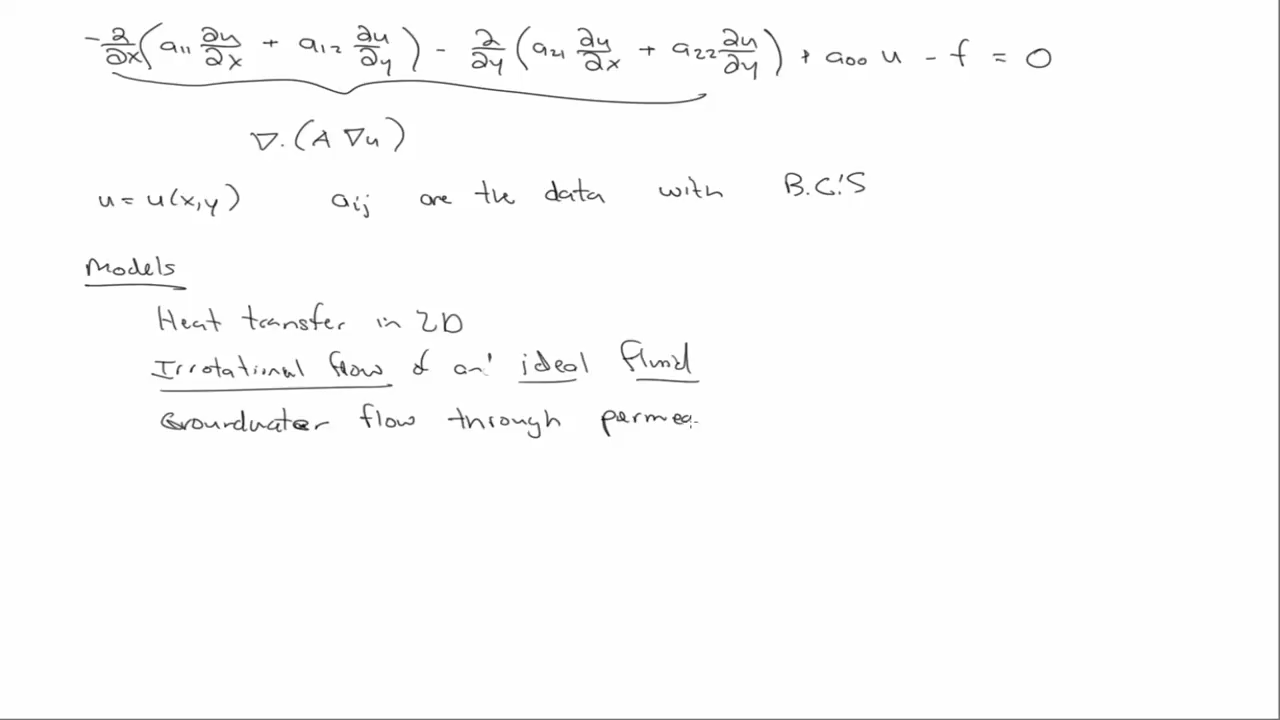 -∂/∂x(a₁₁ ∂u/∂x + a₁₂ ∂u/∂y) - ∂/∂y(a₂₁ ∂u/∂x + a₂₂ ∂u/∂y) + a₀₀ u - f = 0
∇·(A ∇u)
u = u(x,y) aij are the data with B.C.'S
Models
Heat transfer in 2D
Irrotational flow of an ideal fluid
Groundwater flow through permea